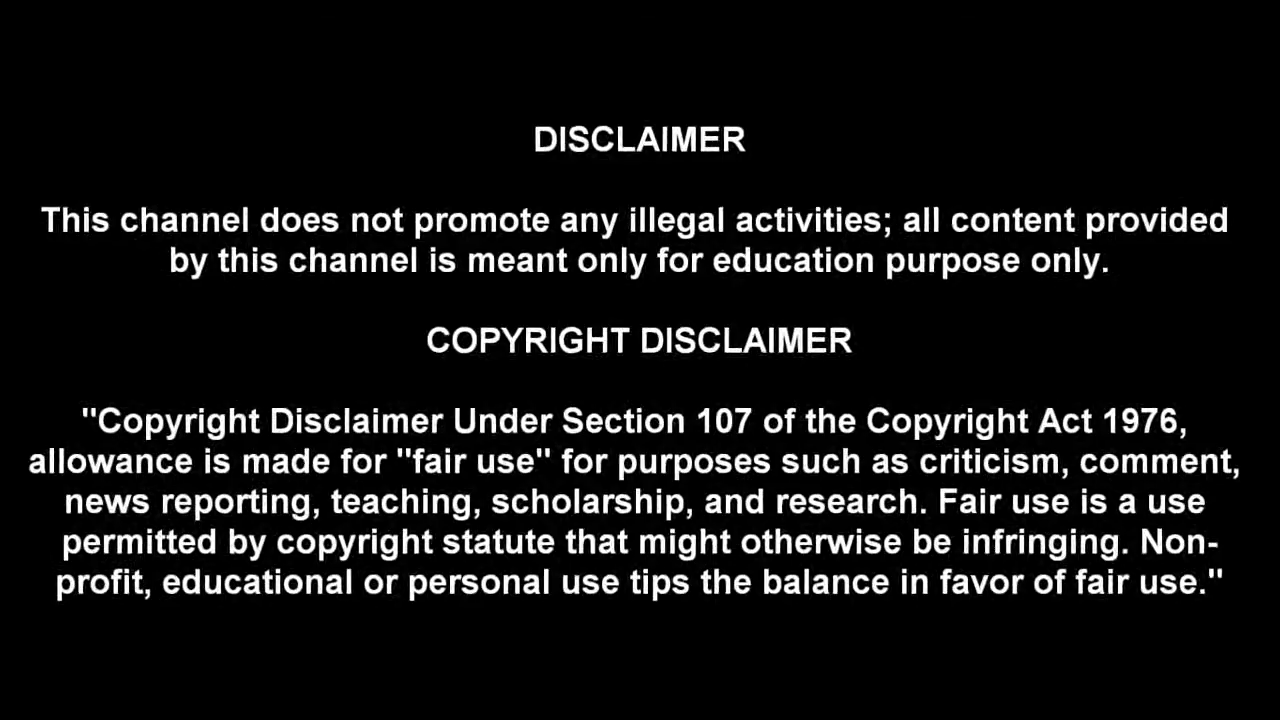 DISCLAIMER
This channel does not promote any illegal activities; all content provided
by this channel is meant only for education purpose only.
COPYRIGHT DISCLAIMER
"Copyright Disclaimer Under Section 107 of the Copyright Act 1976,
allowance is made for "fair use" for purposes such as criticism, comment,
news reporting, teaching, scholarship, and research. Fair use is a use
permitted by copyright statute that might otherwise be infringing. Non-
profit, educational or personal use tips the balance in favor of fair use."